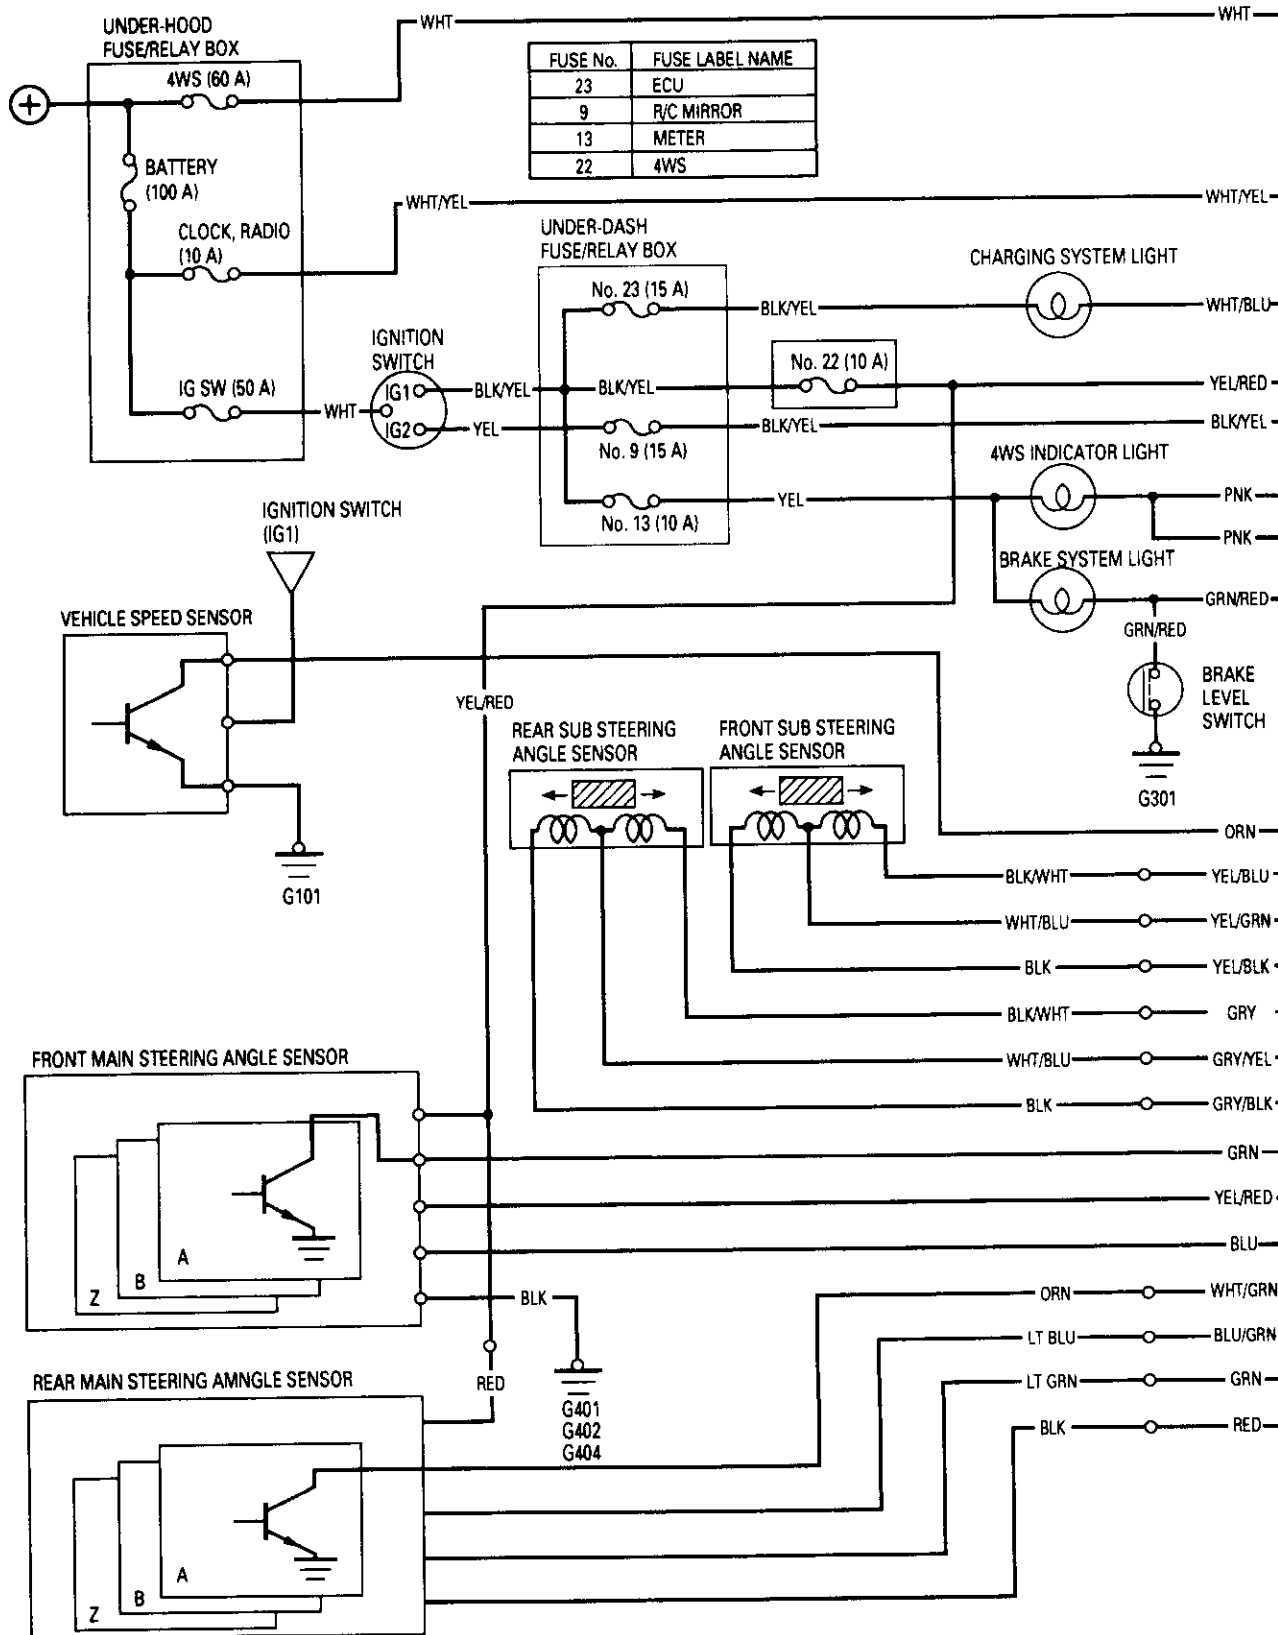 WHT
WHT
UNDER-HOOD
FUSE/RELAY BOX
4WS (60 A)
FUSE No. FUSE LABEL NAME
23 ECU
9 R/C MIRROR
13 METER
22 4WS
BATTERY
(100 A)
WHT/YEL
WHT/YEL
CLOCK, RADIO
(10 A)
UNDER-DASH
FUSE/RELAY BOX
CHARGING SYSTEM LIGHT
No. 23 (15 A)
BLK/YEL
WHT/BLU
IGNITION
SWITCH
No. 22 (10 A)
IG SW (50 A)
WHT
IG1
BLK/YEL
BLK/YEL
YEL/RED
IG2
YEL
BLK/YEL
BLK/YEL
No. 9 (15 A)
4WS INDICATOR LIGHT
YEL
PNK
No. 13 (10 A)
PNK
IGNITION SWITCH
(IG1)
BRAKE SYSTEM LIGHT
GRN/RED
GRN/RED
VEHICLE SPEED SENSOR
BRAKE
LEVEL
SWITCH
YEL/RED
REAR SUB STEERING
ANGLE SENSOR
FRONT SUB STEERING
ANGLE SENSOR
G301
ORN
G101
BLK/WHT YEL/BLU
WHT/BLU YEL/GRN
BLK YEL/BLK
BLK/WHT GRY
WHT/BLU GRY/YEL
BLK GRY/BLK
FRONT MAIN STEERING ANGLE SENSOR
GRN
YEL/RED
BLU
A
B
Z
BLK
ORN WHT/GRN
LT BLU BLU/GRN
LT GRN GRN
BLK RED
RED
G401
G402
G404
REAR MAIN STEERING AMNGLE SENSOR
A
B
Z